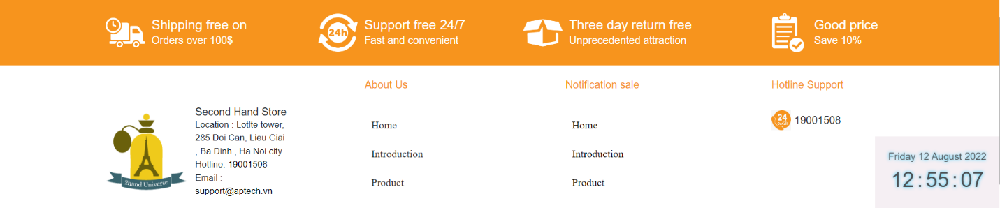 Shipping free on
Orders over 100$
24h
Support free 24/7
Fast and convenient
Three day return free
Unprecedented attraction
Good price
Save 10%
2hand Universe
Second Hand Store
Location : Lotlte tower,
285 Doi Can, Lieu Giai
, Ba Dinh , Ha Noi city
Hotline: 19001508
Email :
support@aptech.vn
About Us
Home
Introduction
Product
Notification sale
Home
Introduction
Product
Hotline Support
24
19001508
Friday 12 August 2022
12:55:07